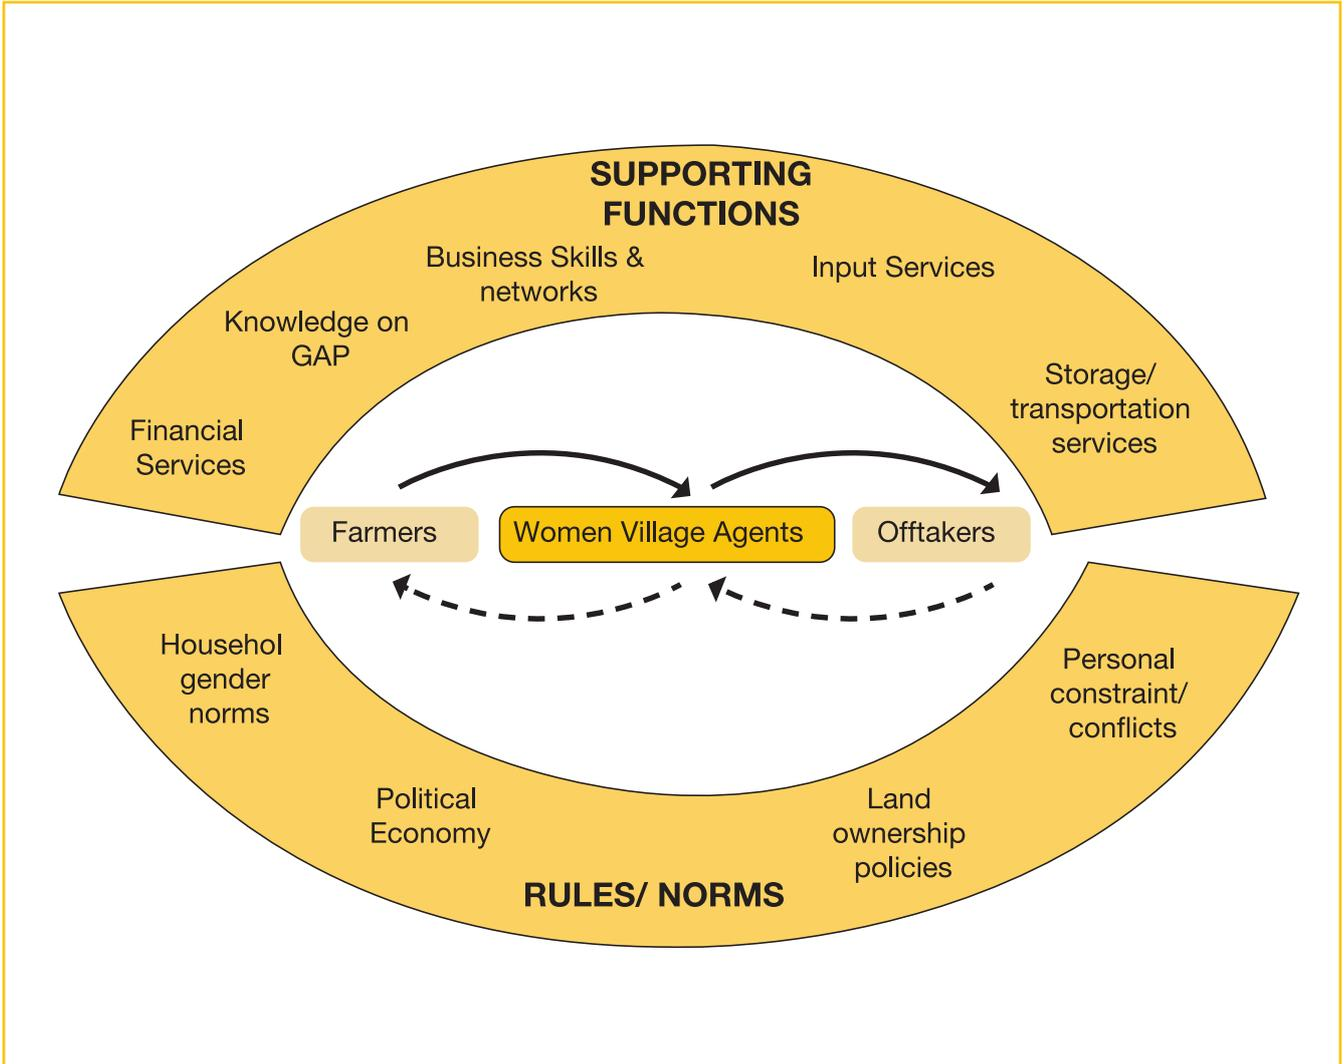 SUPPORTING
FUNCTIONS
Business Skills &
networks
Input Services
Knowledge on
GAP
Storage/
transportation
services
Financial
Services
Farmers
Women Village Agents
Offtakers
Househol
gender
norms
Personal
constraint/
conflicts
Political
Economy
Land
ownership
policies
RULES/ NORMS